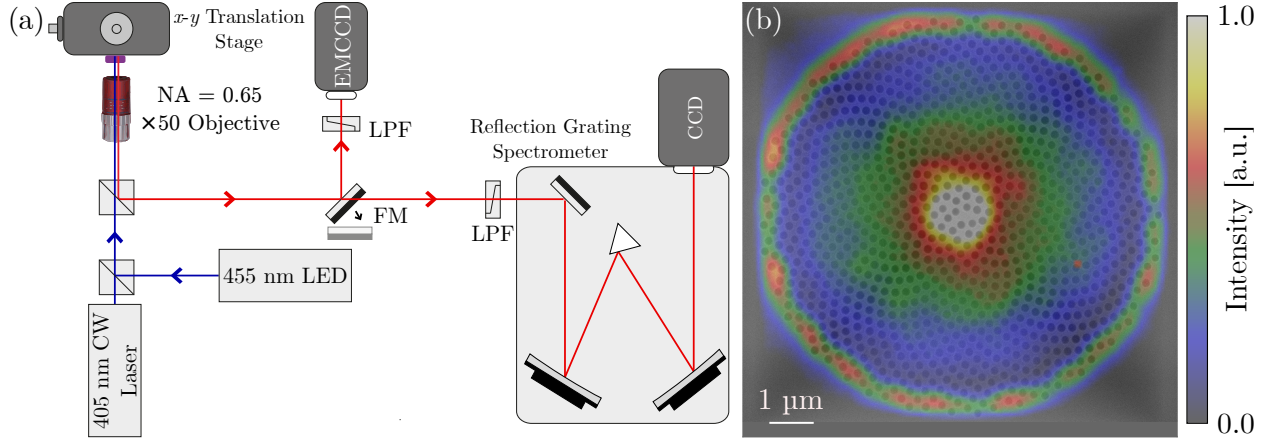 (a)
x-y Translation
Stage
NA = 0.65
×50 Objective
EMCCD
LPF
Reflection Grating
Spectrometer
CCD
FM
LPF
455 nm LED
405 nm CW
Laser
(b)
1 μm
1.0
Intensity [a.u.]
0.0